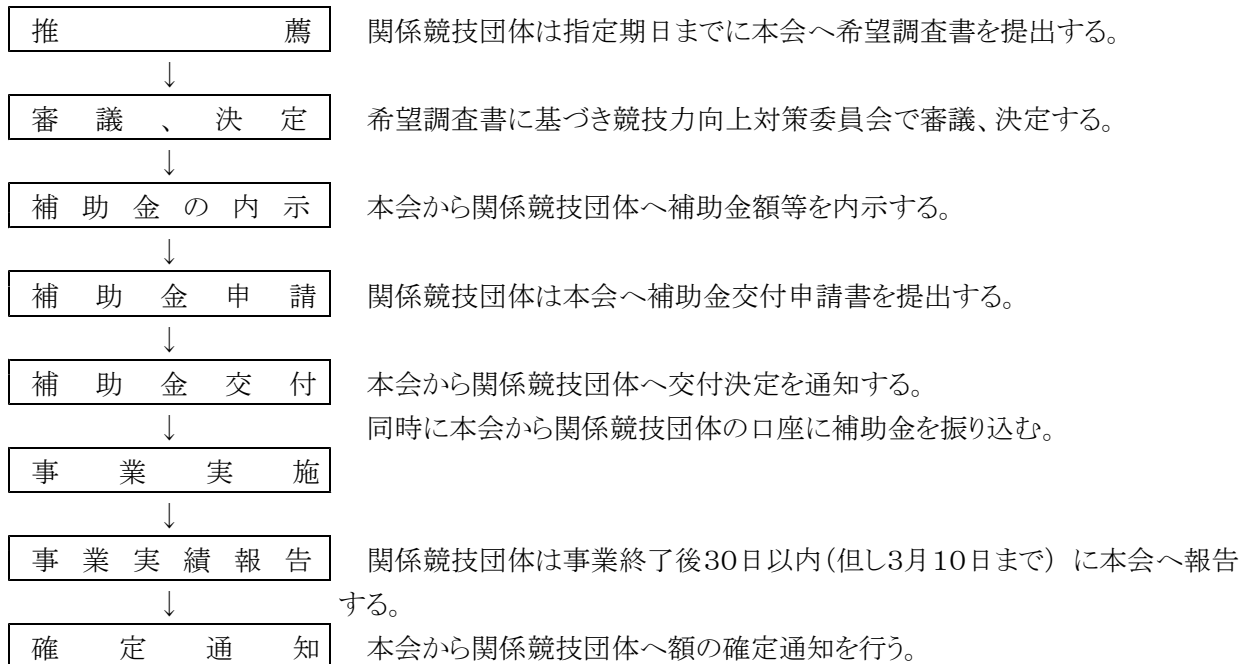 推薦 関係競技団体は指定期日までに本会へ希望調査書を提出する。
↓
審議、決定 希望調査書に基づき競技力向上対策委員会で審議、決定する。
↓
補助金の内示 本会から関係競技団体へ補助金額等を内示する。
↓
補助金申請 関係競技団体は本会へ補助金交付申請書を提出する。
↓
補助金交付 本会から関係競技団体へ交付決定を通知する。
↓ 同時に本会から関係競技団体の口座に補助金を振り込む。
事業実施
↓
事業実績報告 関係競技団体は事業終了後30日以内(但し3月10日まで) に本会へ報告
↓ する。
確定通知 本会から関係競技団体へ額の確定通知を行う。